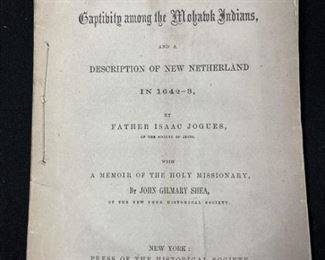 Captivity among the Mohawk Indians,
AND A
DESCRIPTION OF NEW NETHERLAND
IN 1642-3,
BY
FATHER ISAAC JOGUES,
OF THE SOCIETY OF JESUS.
WITH
A MEMOIR OF THE HOLY MISSIONARY,
By JOHN GILMARY SHEA,
OF THE NEW YORK HISTORICAL SOCIETY.
NEW YORK:
PRESS OF THE HISTORICAL SOCIETY